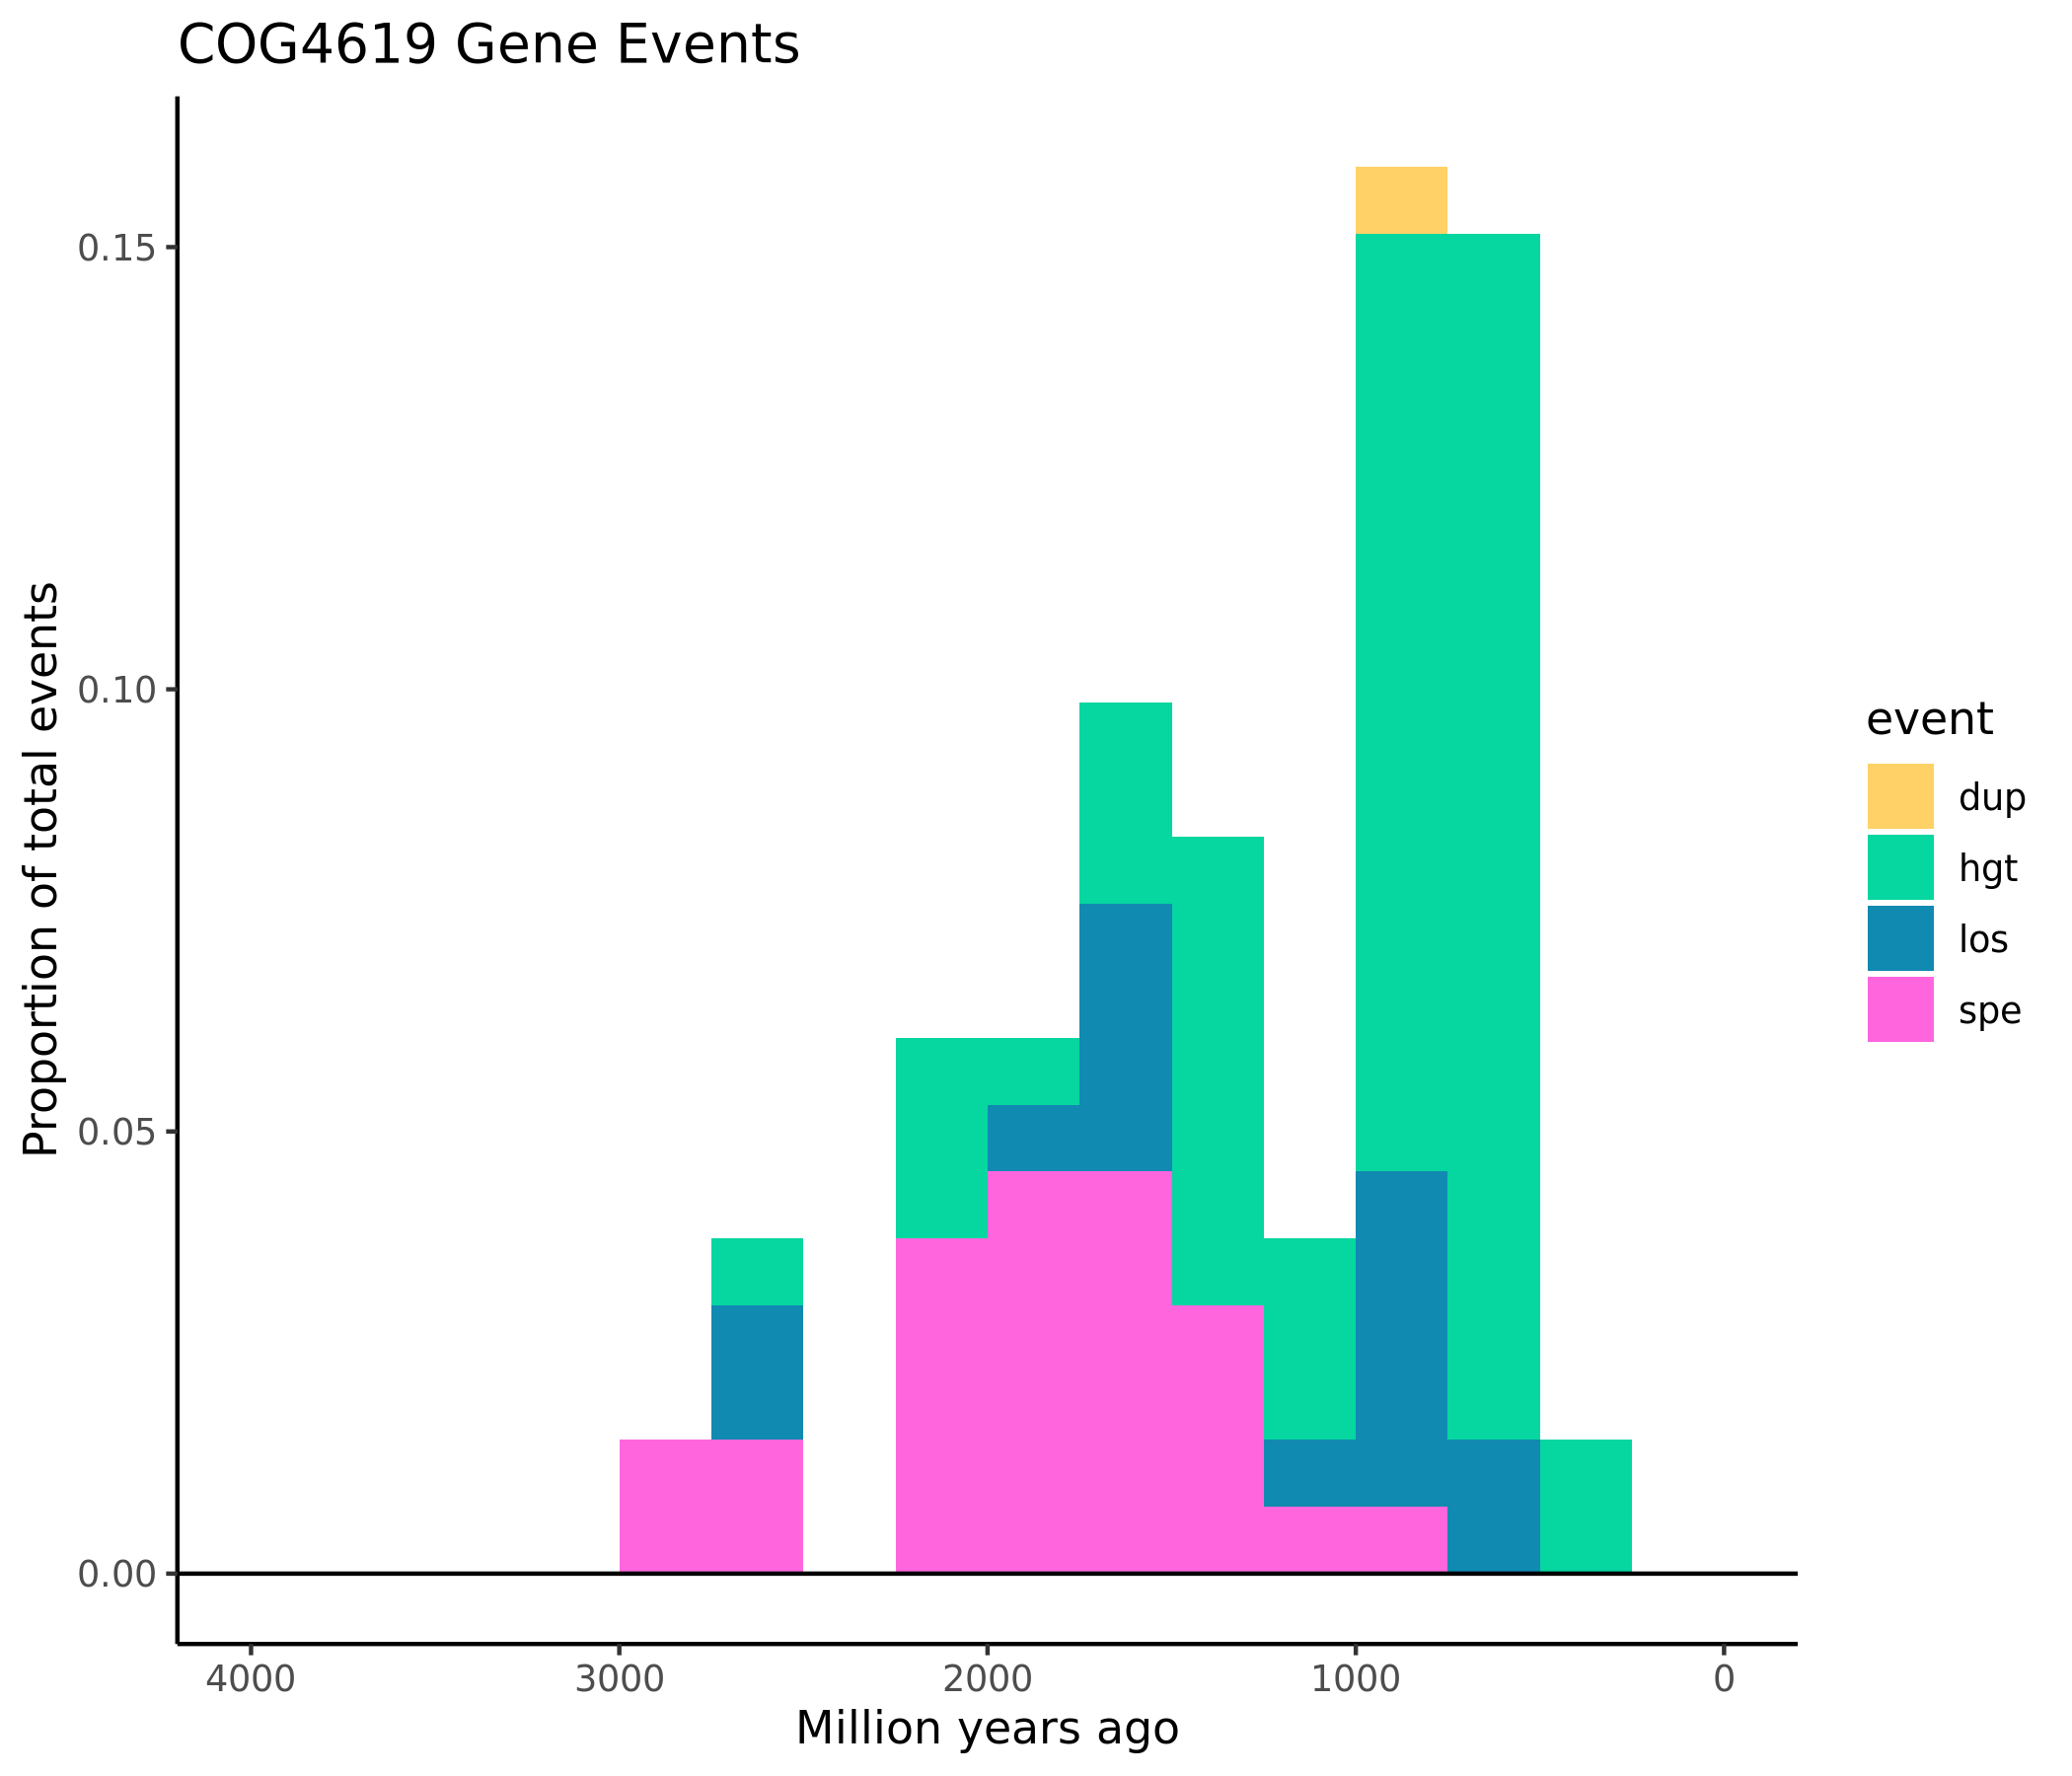 COG4619 Gene Events
Proportion of total events
0.15
0.10
0.05
0.00
4000 3000 2000 1000 0
Million years ago
event
dup
hgt
los
spe